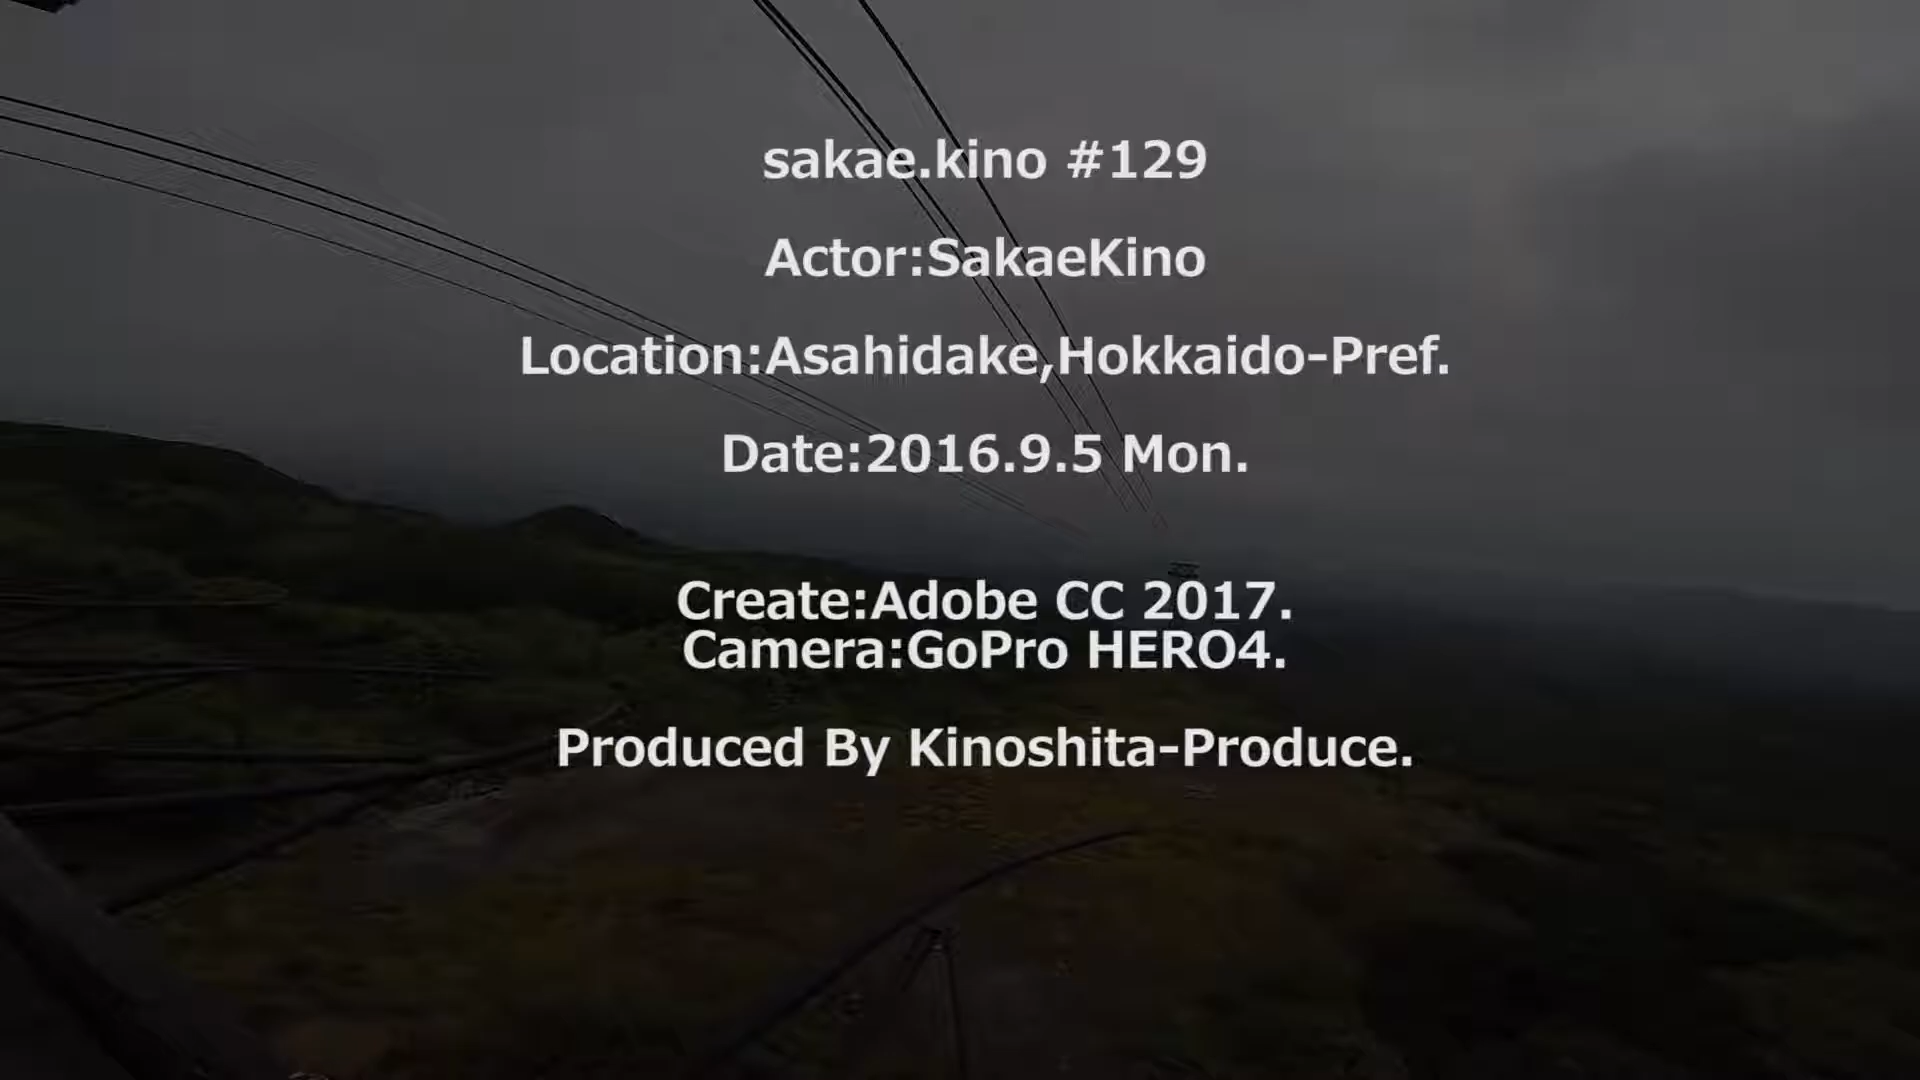 sakae.kino #129
Actor:SakaeKino
Location:Asahidake,Hokkaido-Pref.
Date:2016.9.5 Mon.
Create:Adobe CC 2017.
Camera:GoPro HERO4.
Produced By Kinoshita-Produce.